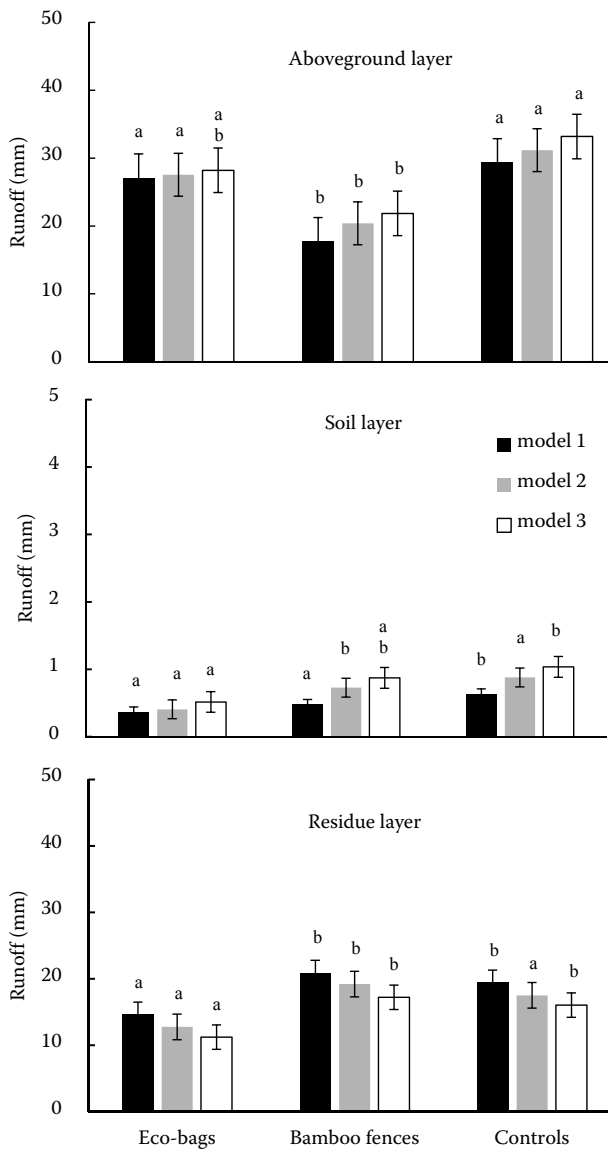 50
Aboveground layer
40
a a a
a a a b
30
b b b
20
10
0
Runoff (mm)
5
Soil layer
4
model 1
model 2
3
model 3
2
a
b a b
a a a a b b
1
0
Runoff (mm)
50
Residue layer
40
30
b b b b a b
20
a a a
10
0
Runoff (mm)
Eco-bags Bamboo fences Controls